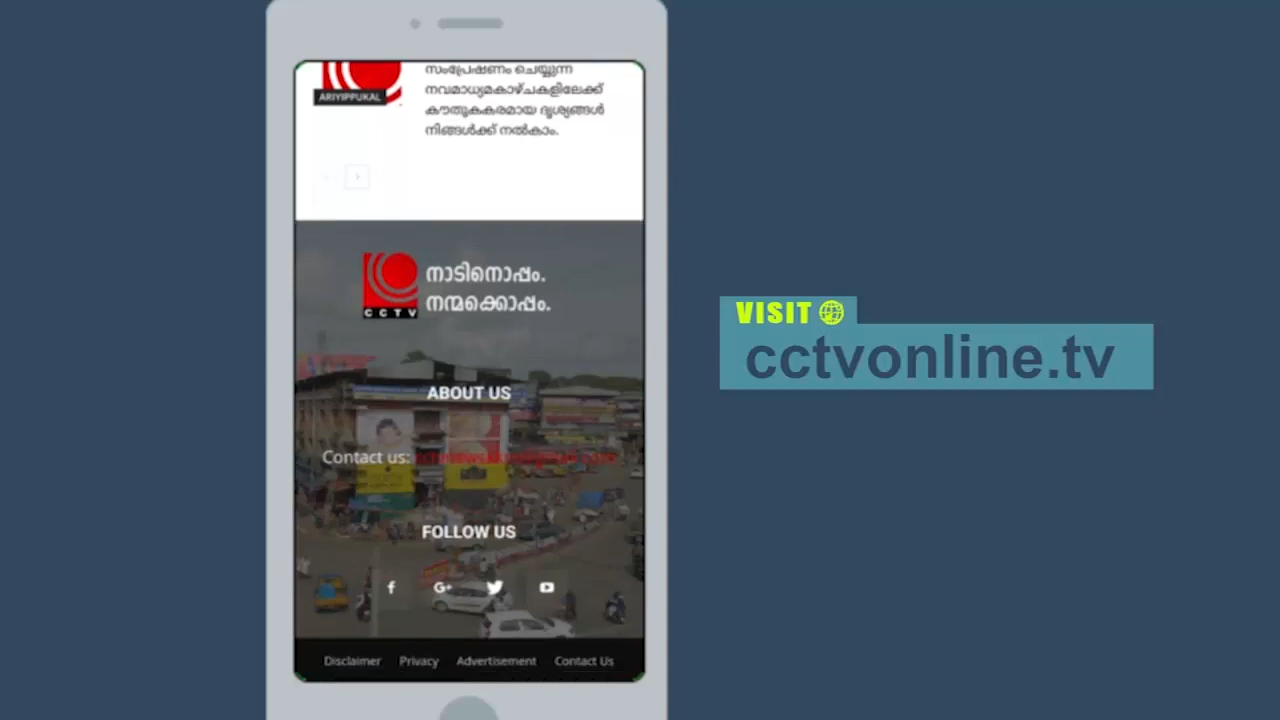 സംപ്രേഷണം ചെയ്യുന്ന
നവമാധ്യമകാഴ്ചകളിലേക്ക്
കൗതുകകരമായ ദൃശ്യങ്ങൾ
നിങ്ങൾക്ക് നൽകാം.
ARIYIPPUKAL
നാടിനൊപ്പം.
നന്മക്കൊപ്പം.
CCTV
ABOUT US
Contact us:
FOLLOW US
Disclaimer Privacy Advertisement Contact Us
VISIT
cctvonline.tv